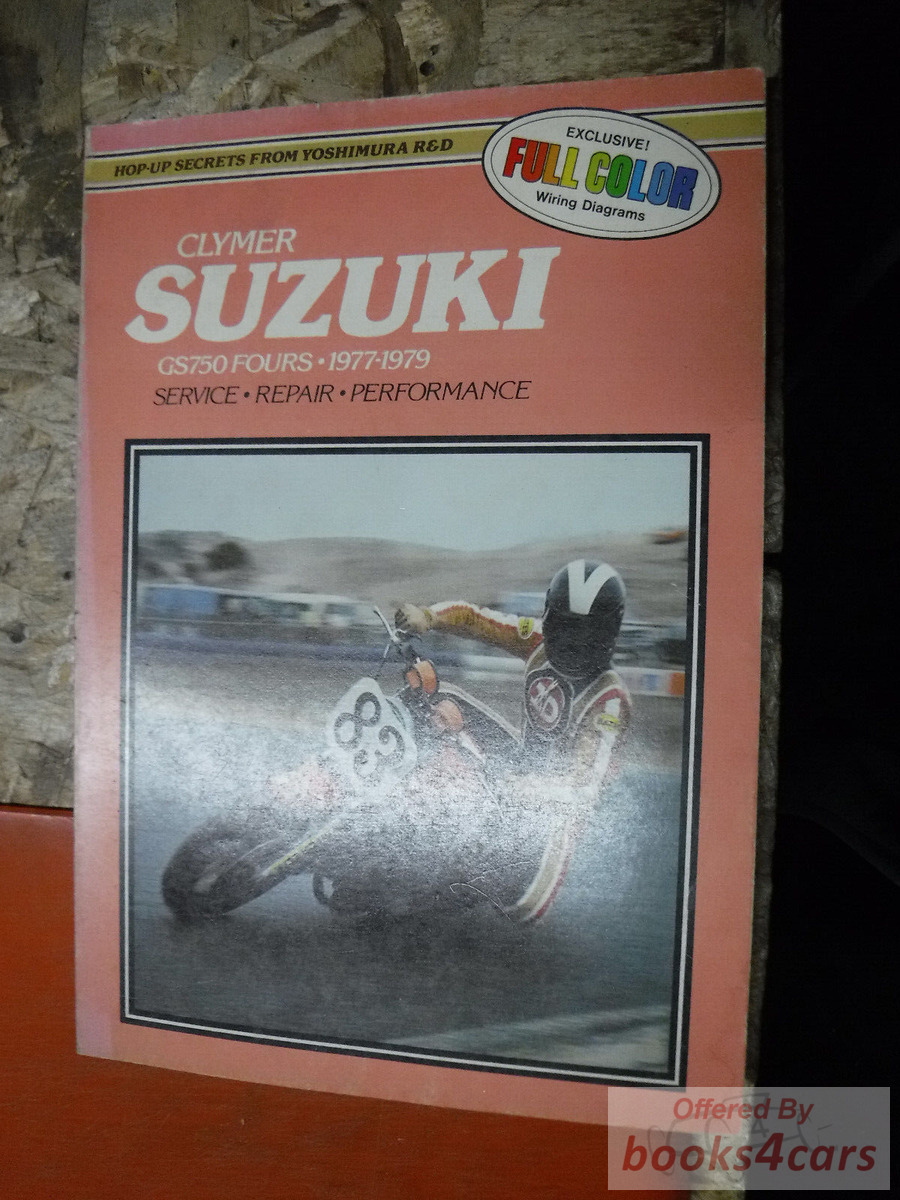 HOP-UP SECRETS FROM YOSHIMURA R&D
EXCLUSIVE!
FULL COLOR
Wiring Diagrams
CLYMER
SUZUKI
GS750 FOURS • 1977-1979
SERVICE • REPAIR • PERFORMANCE
Offered By
books4cars